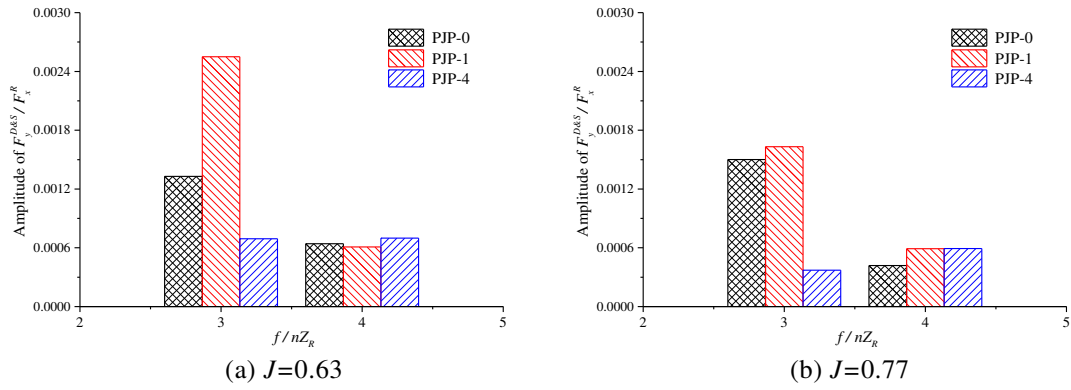 0.0030
0.0024
0.0018
0.0012
0.0006
0.0000
Amplitude of F_y^{D&S} / F_x^R
PJP-0
PJP-1
PJP-4
2 3 4 5
f / nZ_R
(a) J=0.63
0.0030
0.0024
0.0018
0.0012
0.0006
0.0000
Amplitude of F_y^{D&S} / F_x^R
PJP-0
PJP-1
PJP-4
2 3 4 5
f / nZ_R
(b) J=0.77